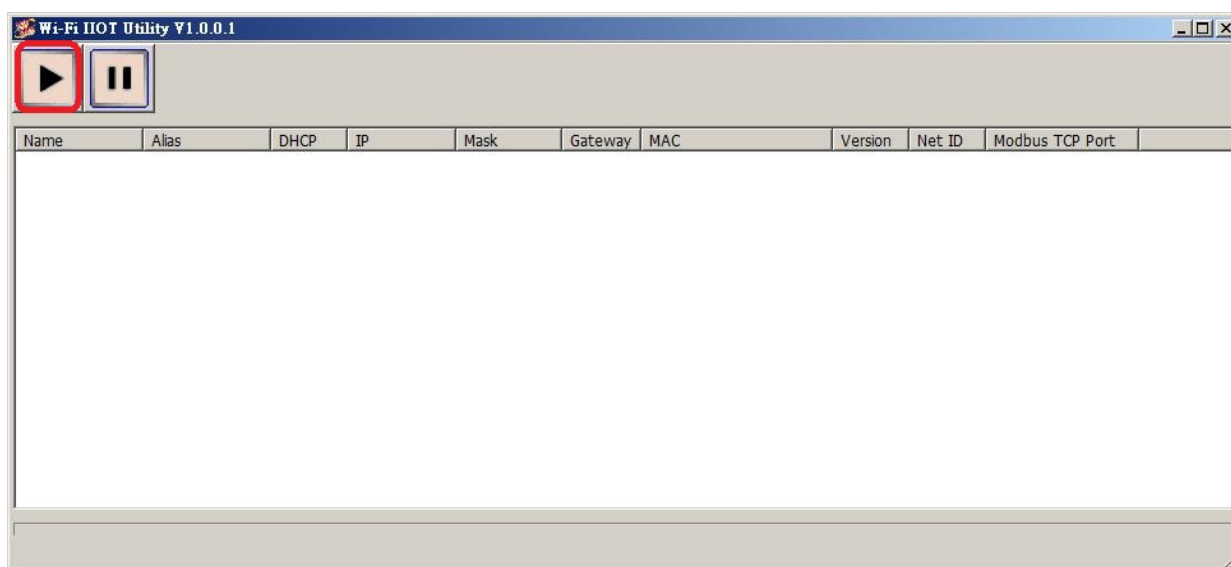 Wi-Fi IIOT Utility V1.0.0.1
Name Alias DHCP IP Mask Gateway MAC Version Net ID Modbus TCP Port